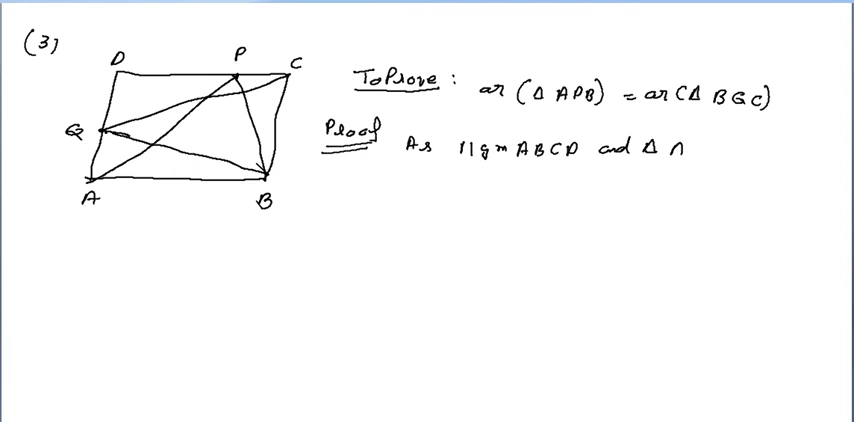 (3)
D P C
To Prove : ar (Δ APB) = ar (Δ BQC)
Q
Proof As ||gm ABCD and Δ A
A B